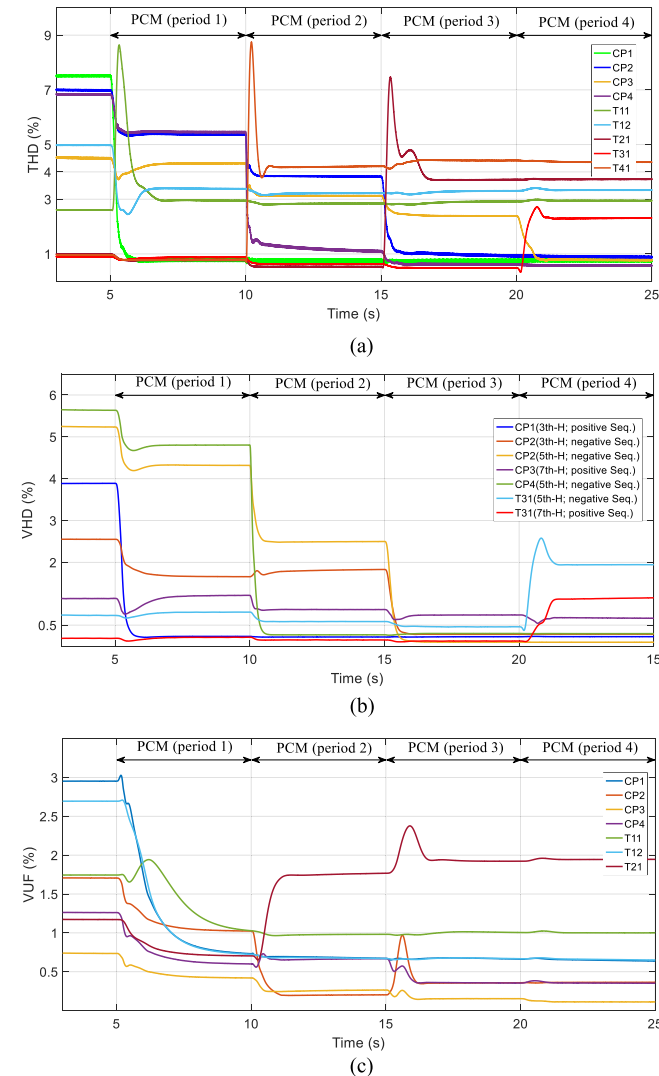 PCM (period 1)
PCM (period 2)
PCM (period 3)
PCM (period 4)
9
7
5
4
3
1
THD (%)
CP1
CP2
CP3
CP4
T11
T12
T21
T31
T41
5
10
15
20
25
Time (s)
(a)
PCM (period 1)
PCM (period 2)
PCM (period 3)
PCM (period 4)
6
5
4
3
2
0.5
VHD (%)
CP1(3th-H; positive Seq.)
CP2(3th-H; negative Seq.)
CP2(5th-H; negative Seq.)
CP3(7th-H; positive Seq.)
CP4(5th-H; negative Seq.)
T31(5th-H; negative Seq.)
T31(7th-H; positive Seq.)
5
10
15
20
15
Time (s)
(b)
PCM (period 1)
PCM (period 2)
PCM (period 3)
PCM (period 4)
3
2.5
2
1.5
1
0.5
VUF (%)
CP1
CP2
CP3
CP4
T11
T12
T21
5
10
15
20
25
Time (s)
(c)